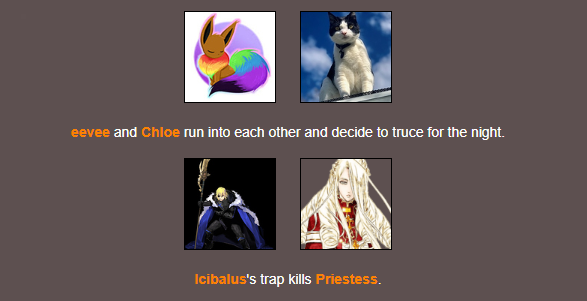 eevee and Chloe run into each other and decide to truce for the night.
Icibalus's trap kills Priestess.